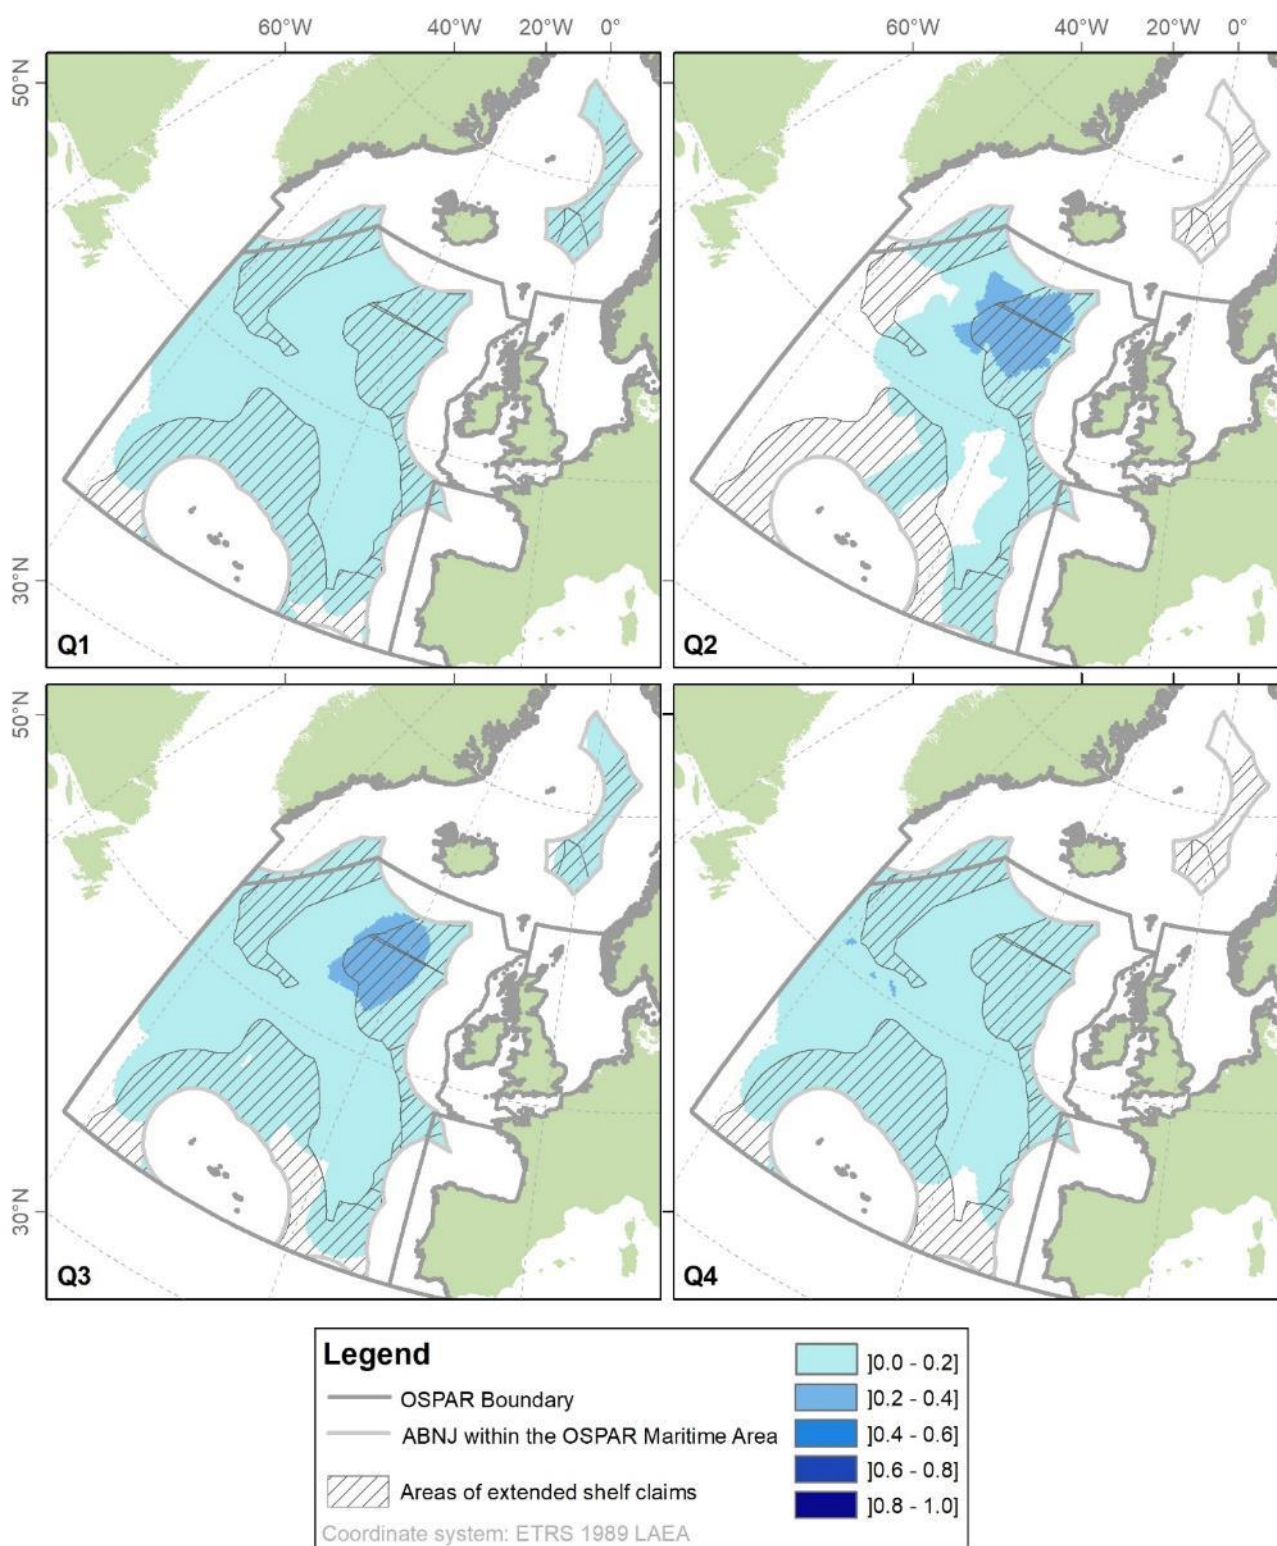 60°W 40°W 20°W 0° 60°W 40°W 20°W 0°
50°N
30°N
Q1 Q2
50°N
30°N
Q3 Q4
Legend
OSPAR Boundary
ABNJ within the OSPAR Maritime Area
Areas of extended shelf claims
Coordinate system: ETRS 1989 LAEA
]0.0 - 0.2]
]0.2 - 0.4]
]0.4 - 0.6]
]0.6 - 0.8]
]0.8 - 1.0]